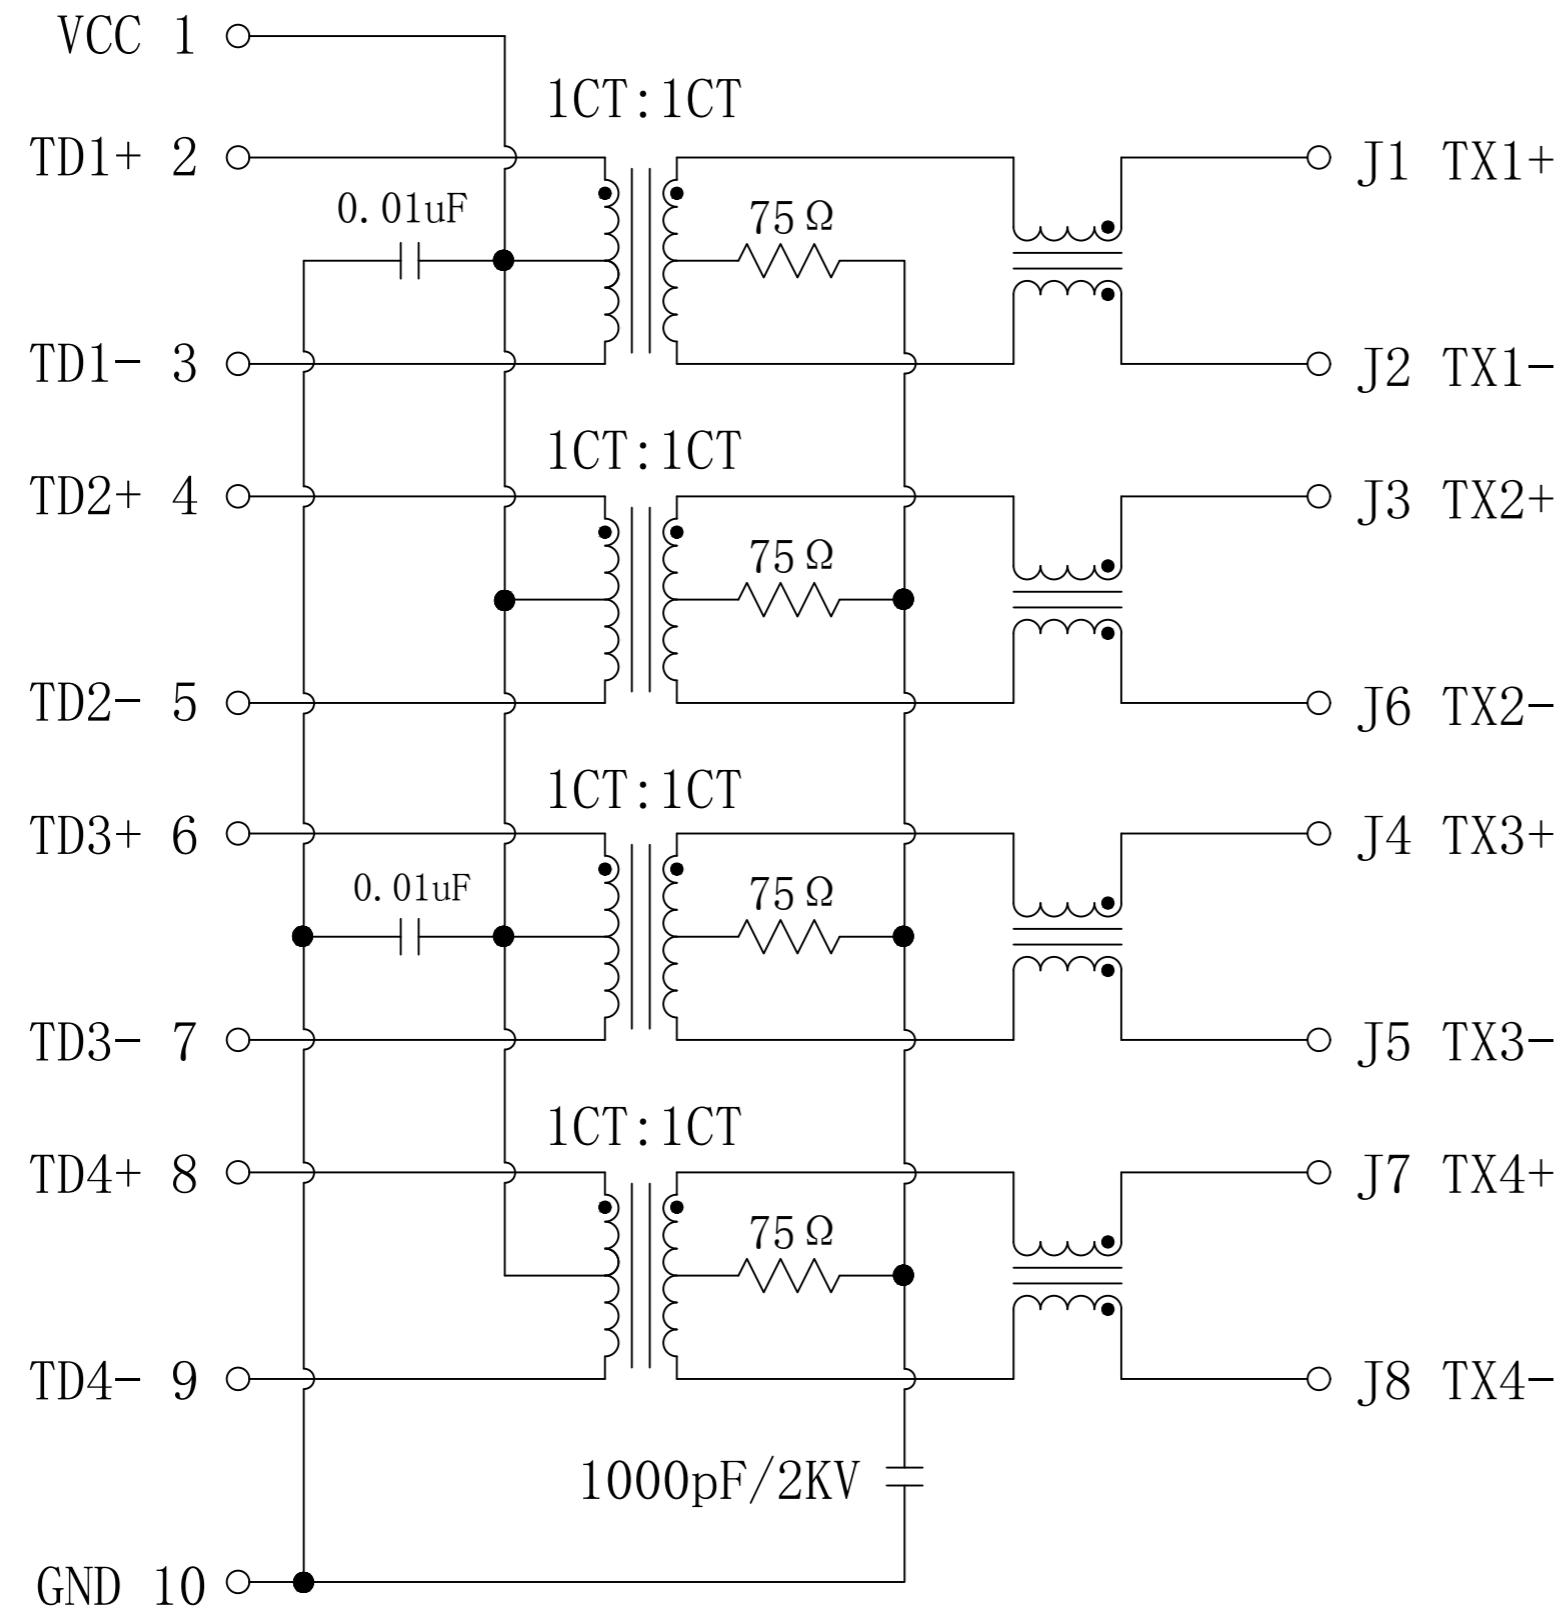 VCC 1
1CT:1CT
TD1+ 2
J1 TX1+
0.01uF
75Ω
TD1- 3
J2 TX1-
1CT:1CT
TD2+ 4
J3 TX2+
75Ω
TD2- 5
J6 TX2-
1CT:1CT
TD3+ 6
J4 TX3+
0.01uF
75Ω
TD3- 7
J5 TX3-
1CT:1CT
TD4+ 8
J7 TX4+
75Ω
TD4- 9
J8 TX4-
1000pF/2KV
GND 10